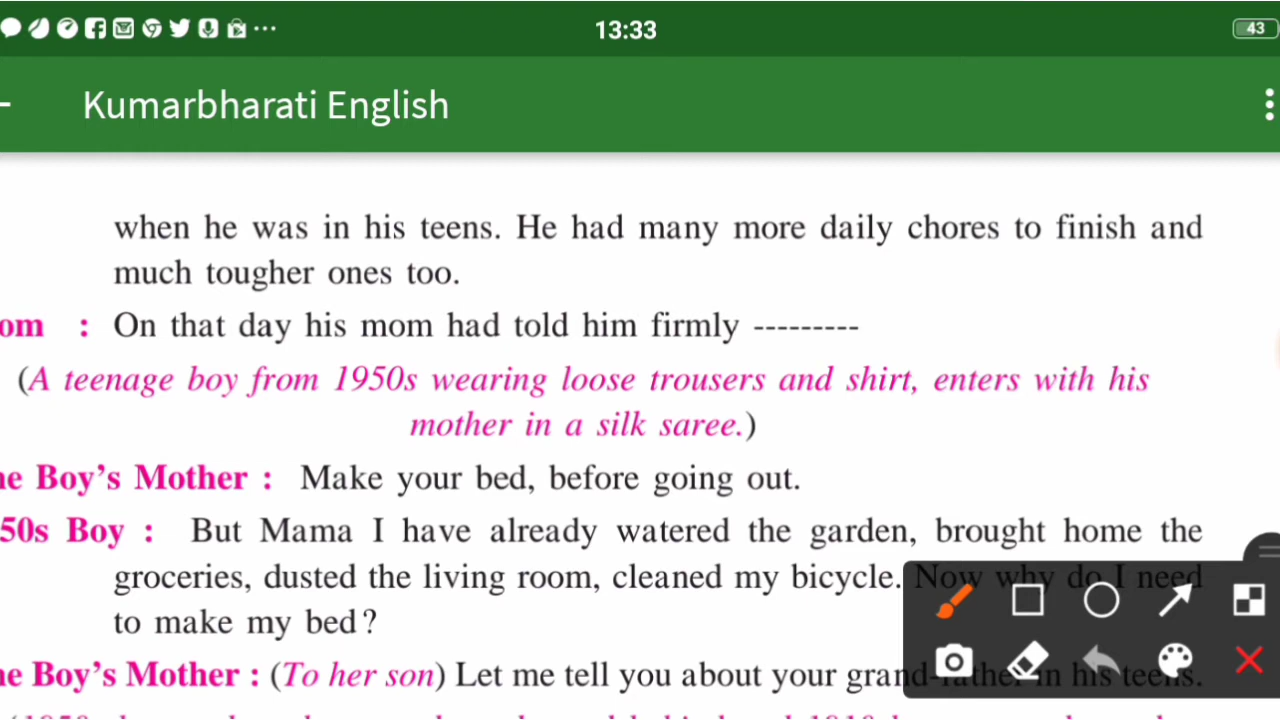 13:33
43
Kumarbharati English
when he was in his teens. He had many more daily chores to finish and
much tougher ones too.
om : On that day his mom had told him firmly ---------
(A teenage boy from 1950s wearing loose trousers and shirt, enters with his
mother in a silk saree.)
e Boy's Mother : Make your bed, before going out.
50s Boy : But Mama I have already watered the garden, brought home the
groceries, dusted the living room, cleaned my bicycle. Now why do I need
to make my bed?
e Boy's Mother : (To her son) Let me tell you about your grand-father in his teens.